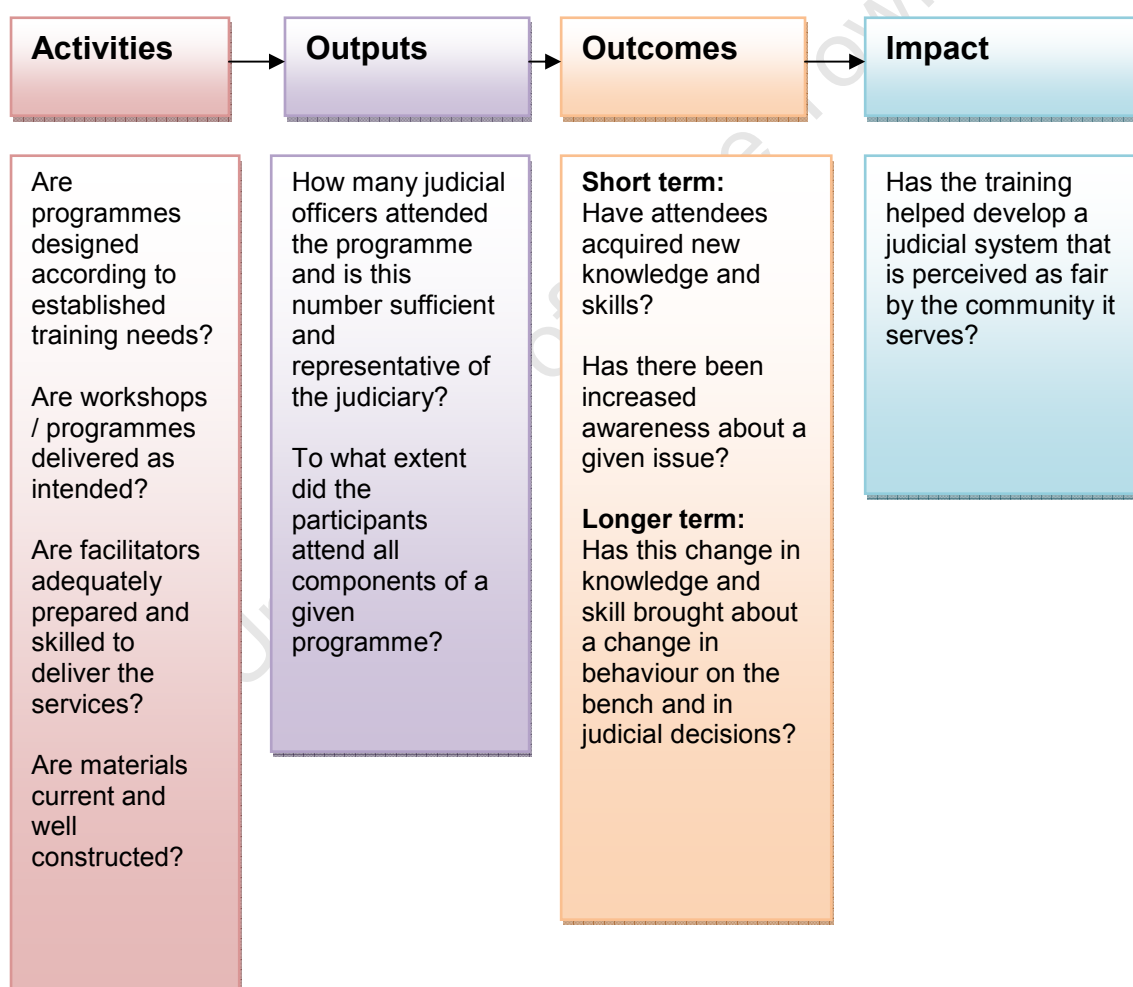 Activities
Outputs
Outcomes
Impact
Are
programmes
designed
according to
established
training needs?
Are workshops
/ programmes
delivered as
intended?
Are facilitators
adequately
prepared and
skilled to
deliver the
services?
Are materials
current and
well
constructed?
How many judicial
officers attended
the programme
and is this
number sufficient
and
representative of
the judiciary?
To what extent
did the
participants
attend all
components of a
given
programme?
Short term:
Have attendees
acquired new
knowledge and
skills?
Has there been
increased
awareness about a
given issue?
Longer term:
Has this change in
knowledge and
skill brought about
a change in
behaviour on the
bench and in
judicial decisions?
Has the training
helped develop a
judicial system that
is perceived as fair
by the community it
serves?